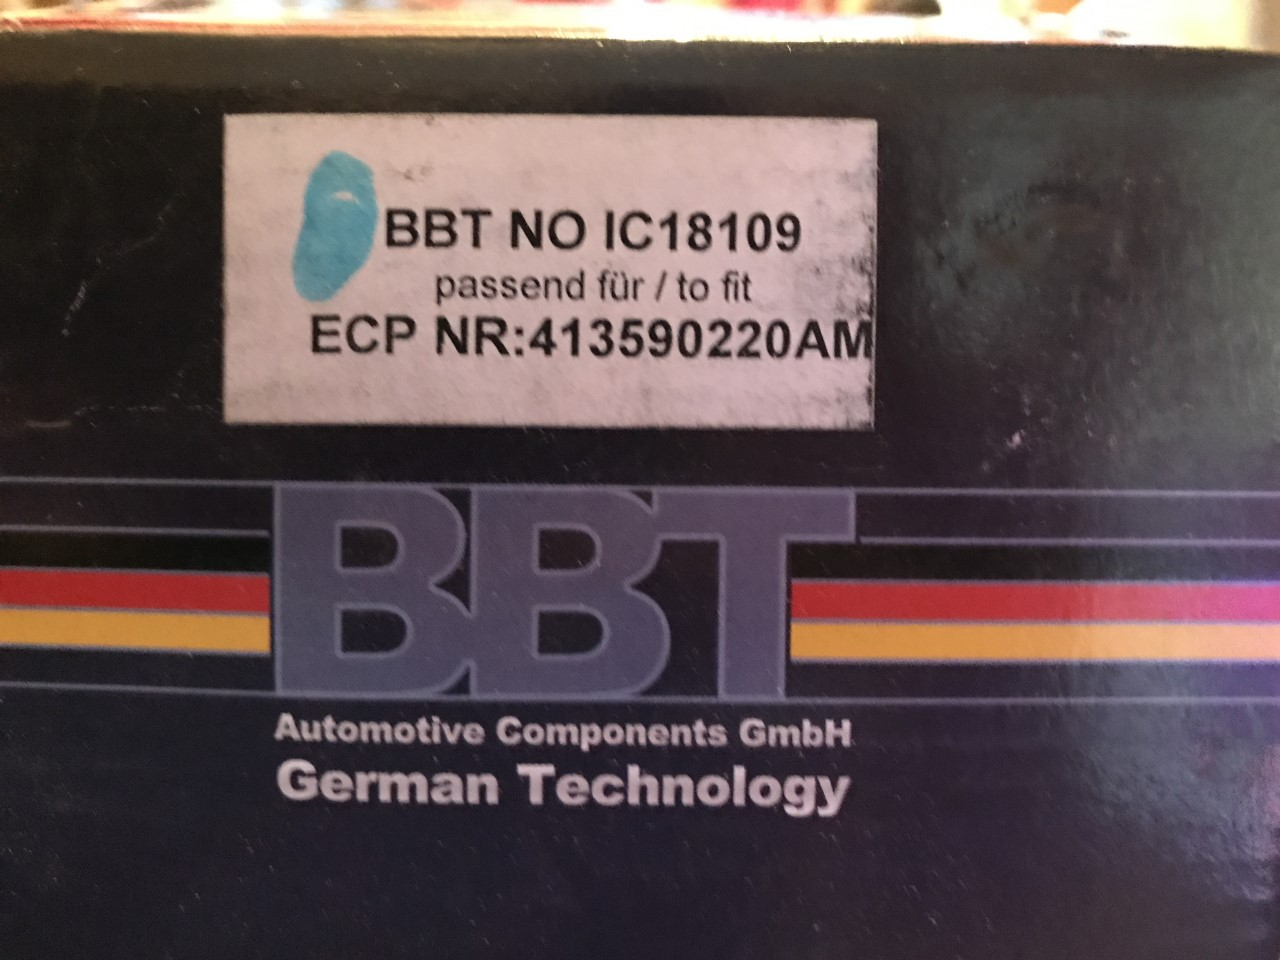 BBT NO IC18109
passend für / to fit
ECP NR:413590220AM
BBT
Automotive Components GmbH
German Technology